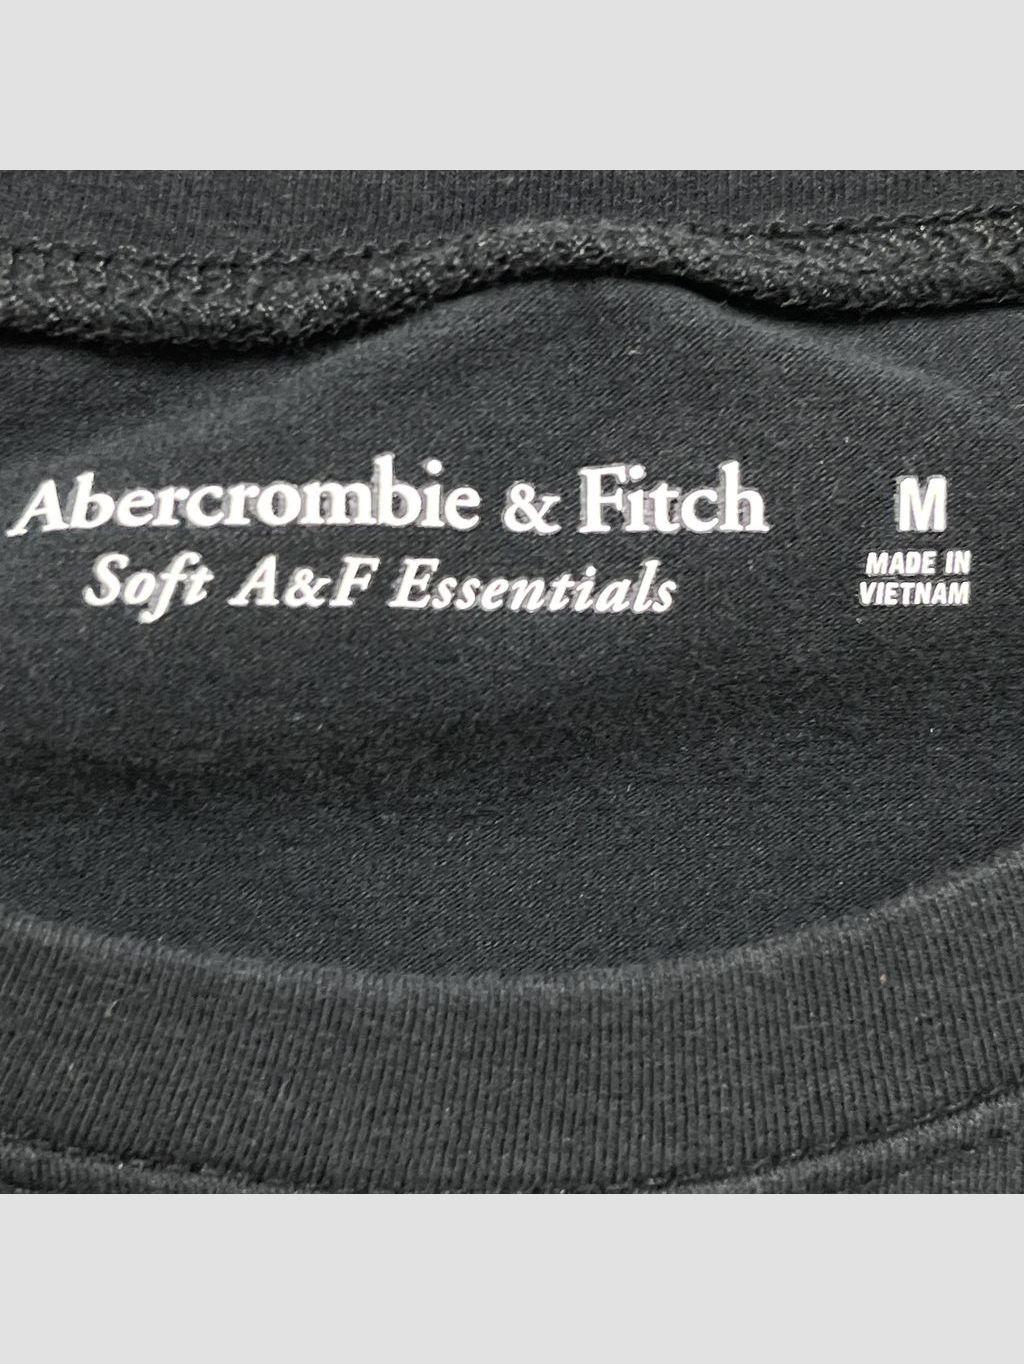 Abercrombie & Fitch
Soft A&F Essentials
M
MADE IN
VIETNAM